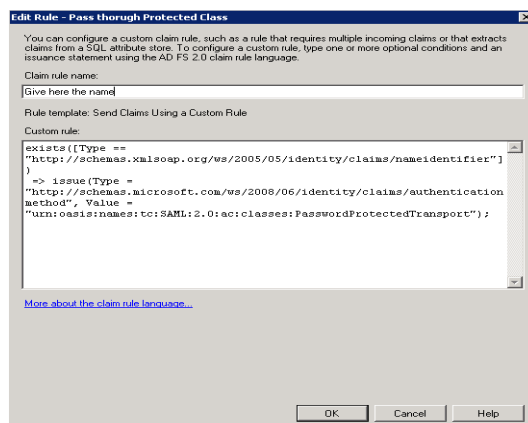 Edit Rule - Pass thorugh Protected Class
You can configure a custom claim rule, such as a rule that requires multiple incoming claims or that extracts
claims from a SQL attribute store. To configure a custom rule, type one or more optional conditions and an
issuance statement using the AD FS 2.0 claim rule language.
Claim rule name:
Give here the name
Rule template: Send Claims Using a Custom Rule
Custom rule:
exists([Type ==
"http://schemas.xmlsoap.org/ws/2005/05/identity/claims/nameidentifier"]
)
=> issue(Type =
"http://schemas.microsoft.com/ws/2008/06/identity/claims/authentication
method", Value =
"urn:oasis:names:tc:SAML:2.0:ac:classes:PasswordProtectedTransport");
More about the claim rule language...
OK Cancel Help